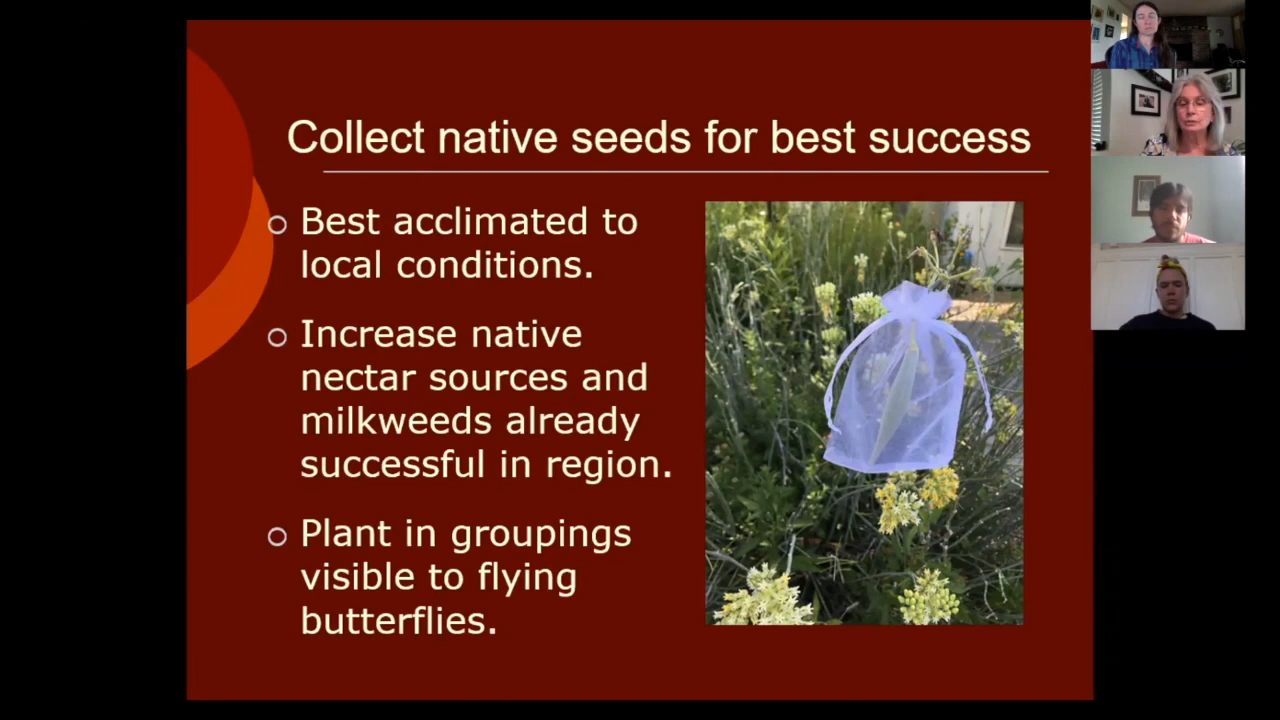 Collect native seeds for best success
Best acclimated to
local conditions.
Increase native
nectar sources and
milkweeds already
successful in region.
Plant in groupings
visible to flying
butterflies.